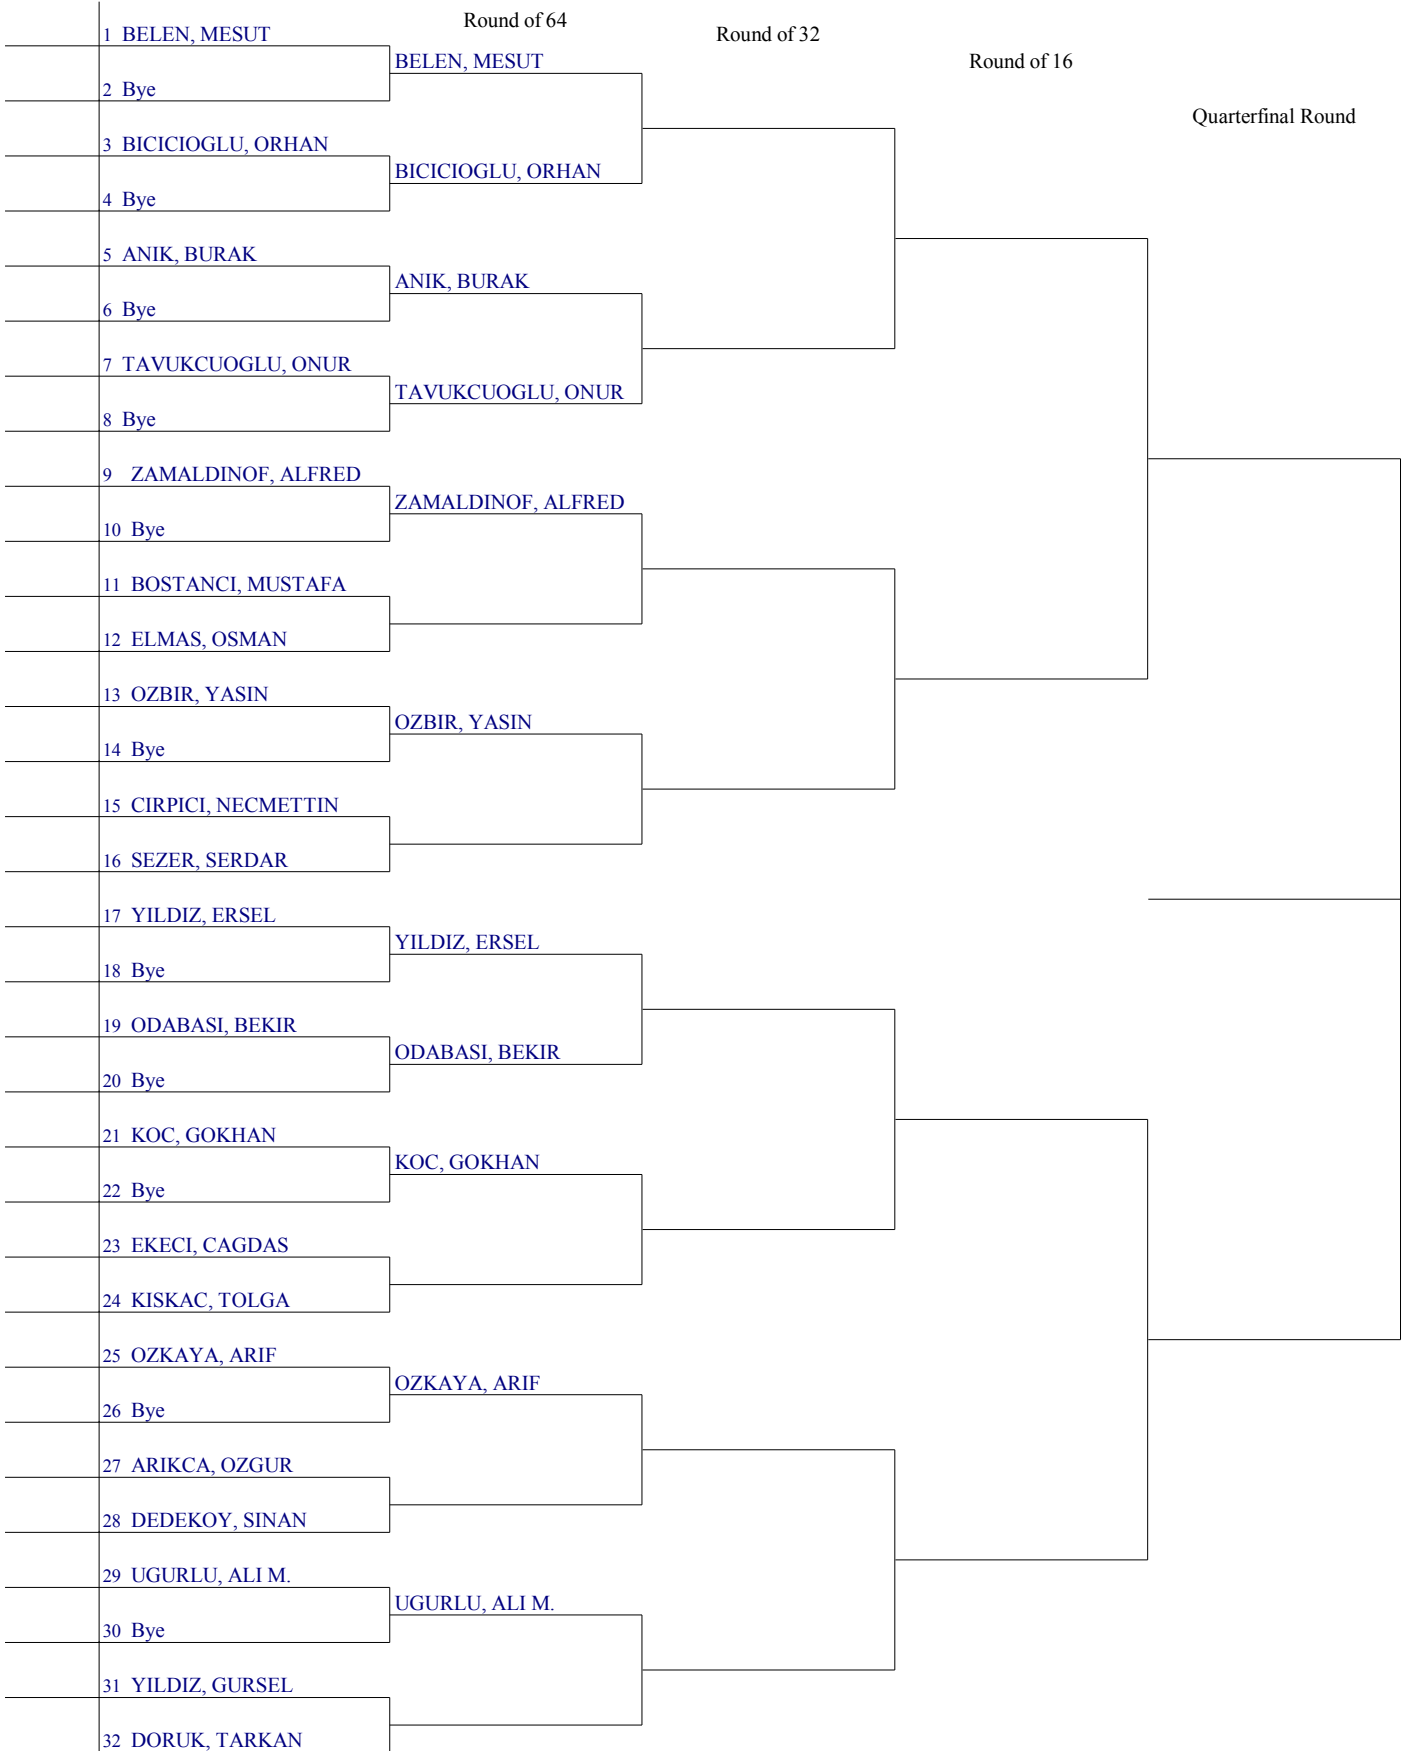 Round of 64
Round of 32
Round of 16
Quarterfinal Round
1 BELEN, MESUT
BELEN, MESUT
2 Bye
3 BICICIOGLU, ORHAN
BICICIOGLU, ORHAN
4 Bye
5 ANIK, BURAK
ANIK, BURAK
6 Bye
7 TAVUKCUOGLU, ONUR
TAVUKCUOGLU, ONUR
8 Bye
9 ZAMALDINOF, ALFRED
ZAMALDINOF, ALFRED
10 Bye
11 BOSTANCI, MUSTAFA
12 ELMAS, OSMAN
13 OZBIR, YASIN
OZBIR, YASIN
14 Bye
15 CIRPICI, NECMETTIN
16 SEZER, SERDAR
17 YILDIZ, ERSEL
YILDIZ, ERSEL
18 Bye
19 ODABASI, BEKIR
ODABASI, BEKIR
20 Bye
21 KOC, GOKHAN
KOC, GOKHAN
22 Bye
23 EKECI, CAGDAS
24 KISKAC, TOLGA
25 OZKAYA, ARIF
OZKAYA, ARIF
26 Bye
27 ARIKCA, OZGUR
28 DEDEKOY, SINAN
29 UGURLU, ALI M.
UGURLU, ALI M.
30 Bye
31 YILDIZ, GURSEL
32 DORUK, TARKAN